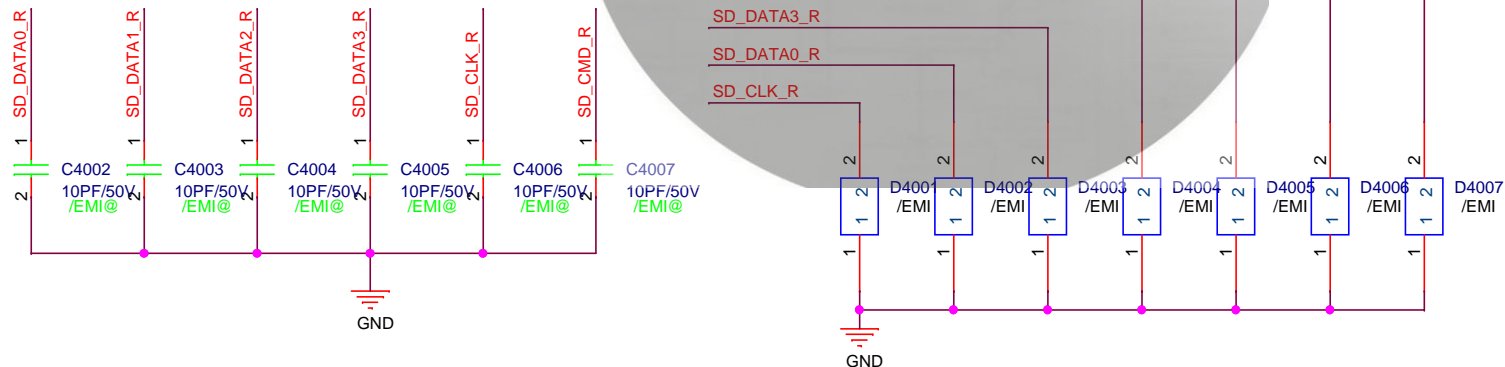 SD_DATA0_R
SD_DATA1_R
SD_DATA2_R
SD_DATA3_R
SD_CLK_R
SD_CMD_R
SD_DATA3_R
SD_DATA0_R
SD_CLK_R
1 1 1 1 1 1
C4002 C4003 C4004 C4005 C4006 C4007
10PF/50V 10PF/50V 10PF/50V 10PF/50V 10PF/50V 10PF/50V
/EMI@ /EMI@ /EMI@ /EMI@ /EMI@ /EMI@
2 2 2 2 2 2
GND
2 2 2 2 2 2 2
D4001 D4002 D4003 D4004 D4005 D4006 D4007
/EMI /EMI /EMI /EMI /EMI /EMI /EMI
1 2 1 2 1 2 1 2 1 2 1 2 1 2
1 1 1 1 1 1 1
GND